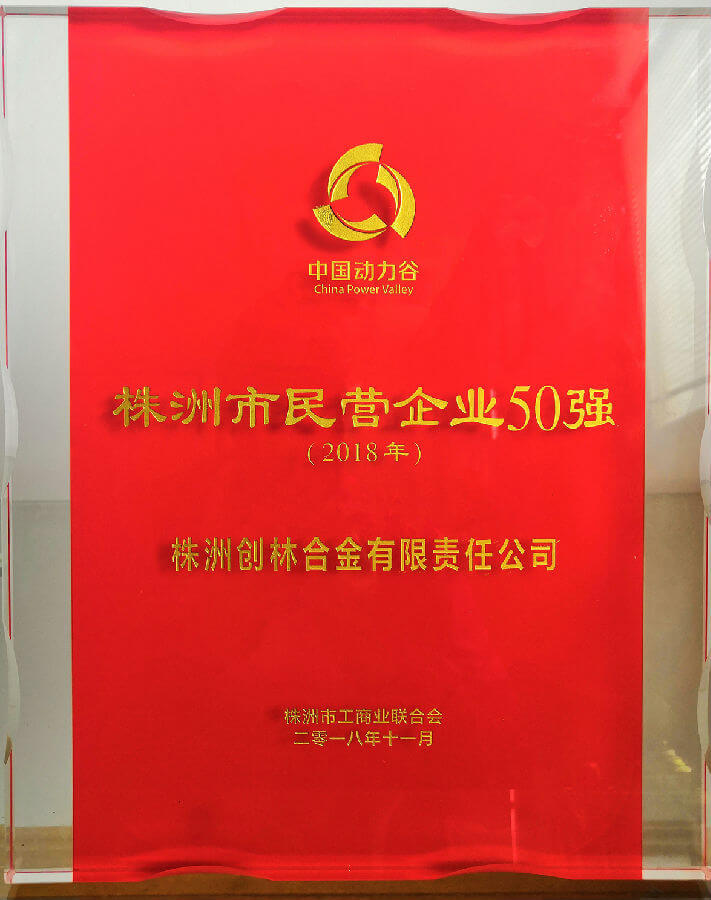 中国动力谷
China Power Valley
株洲市民营企业50强
(2018年)
株洲创林合金有限责任公司
株洲市工商业联合会
二零一八年十一月